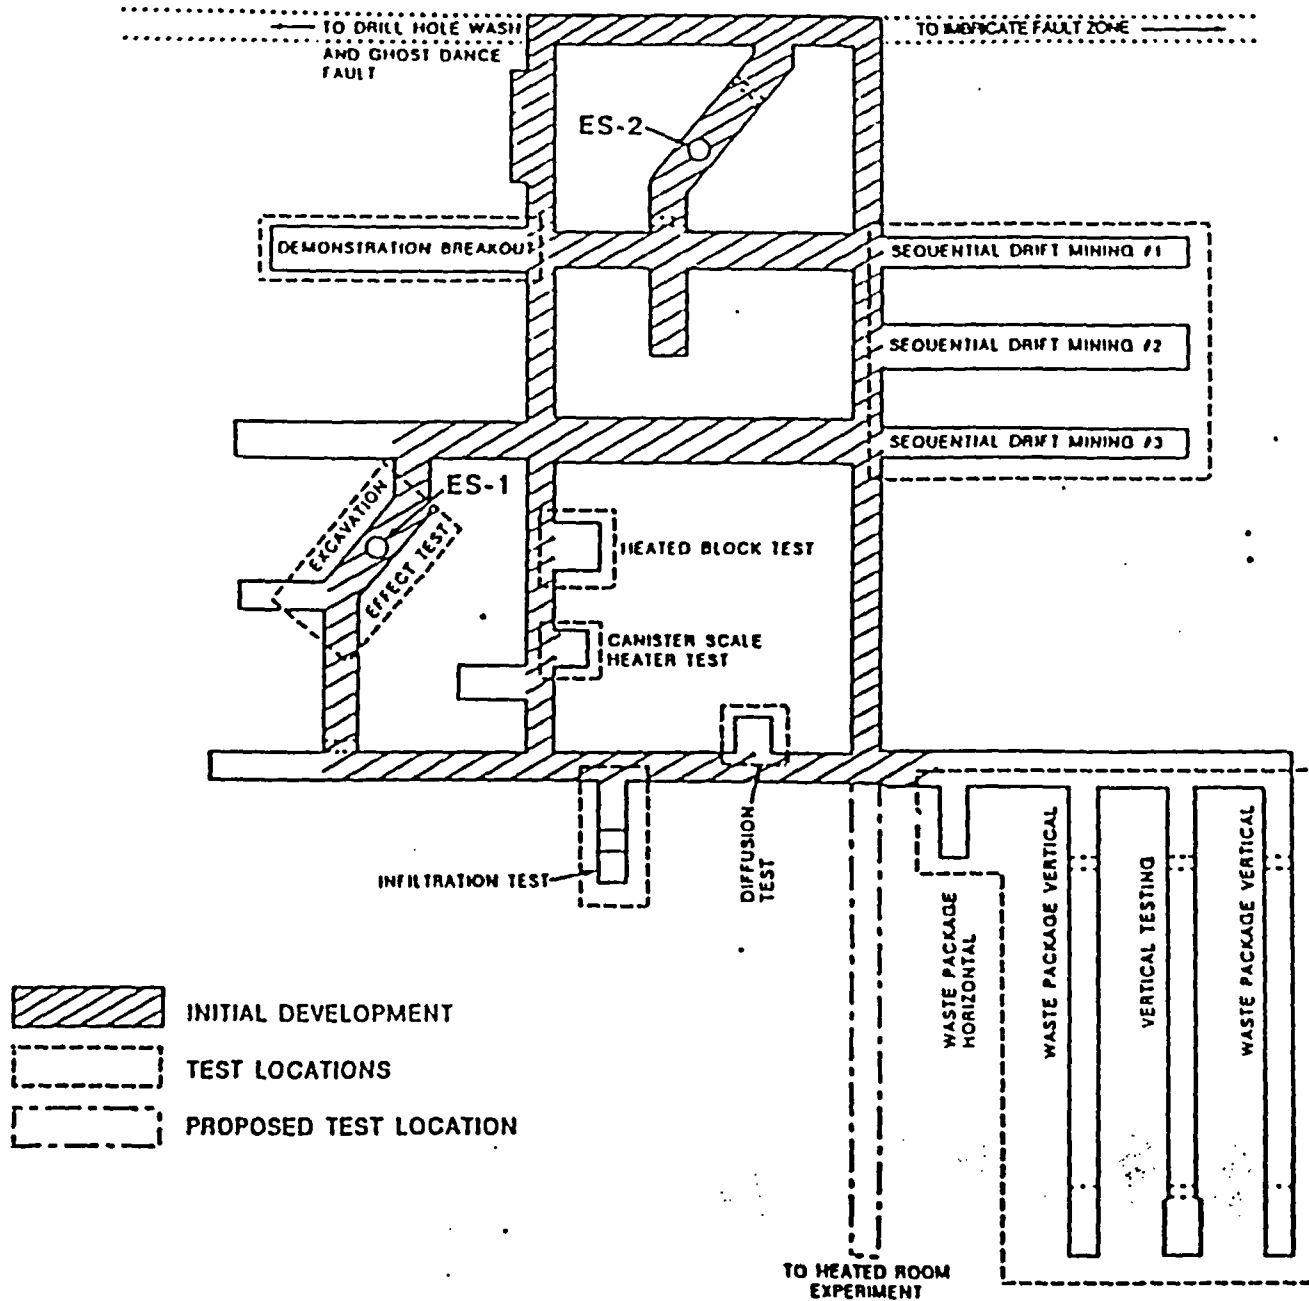 TO DRILL HOLE WASH
AND GHOST DANCE
FAULT
TO IMBRICATE FAULT ZONE
ES-2
DEMONSTRATION BREAKOUT
SEQUENTIAL DRIFT MINING #1
SEQUENTIAL DRIFT MINING #2
SEQUENTIAL DRIFT MINING #3
ES-1
EXCAVATION
EFFECT TEST
HEATED BLOCK TEST
CANISTER SCALE
HEATER TEST
INFILTRATION TEST
DIFFUSION
TEST
WASTE PACKAGE
HORIZONTAL
WASTE PACKAGE VERTICAL
VERTICAL TESTING
WASTE PACKAGE VERTICAL
INITIAL DEVELOPMENT
TEST LOCATIONS
PROPOSED TEST LOCATION
TO HEATED ROOM
EXPERIMENT